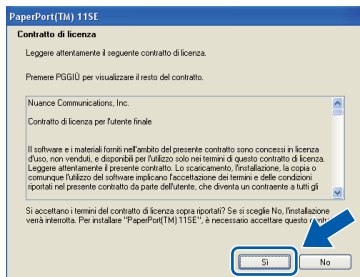 PaperPort(TM) 11SE
Contratto di licenza
Leggere attentamente il seguente contratto di licenza.
Premere PGGIÙ per visualizzare il resto del contratto.
Nuance Communications, Inc.
Contratto di licenza per l'utente finale
Il software e i materiali forniti nell'ambito del presente contratto sono concessi in licenza
d'uso, non venduti, e disponibili per l'utilizzo solo nei termini di questo contratto di licenza.
Leggere attentamente il presente contratto. Lo scaricamento, l'installazione, la copia o
comunque l'utilizzo del software implicano l'accettazione dei termini e delle condizioni
riportati nel presente contratto da parte dell'utente, che diventa un contraente a tutti gli
Si accettano i termini del contratto di licenza sopra riportati? Se si sceglie No, l'installazione
verrà interrotta. Per installare "PaperPort(TM) 11SE", è necessario accettare questo
Sì
No